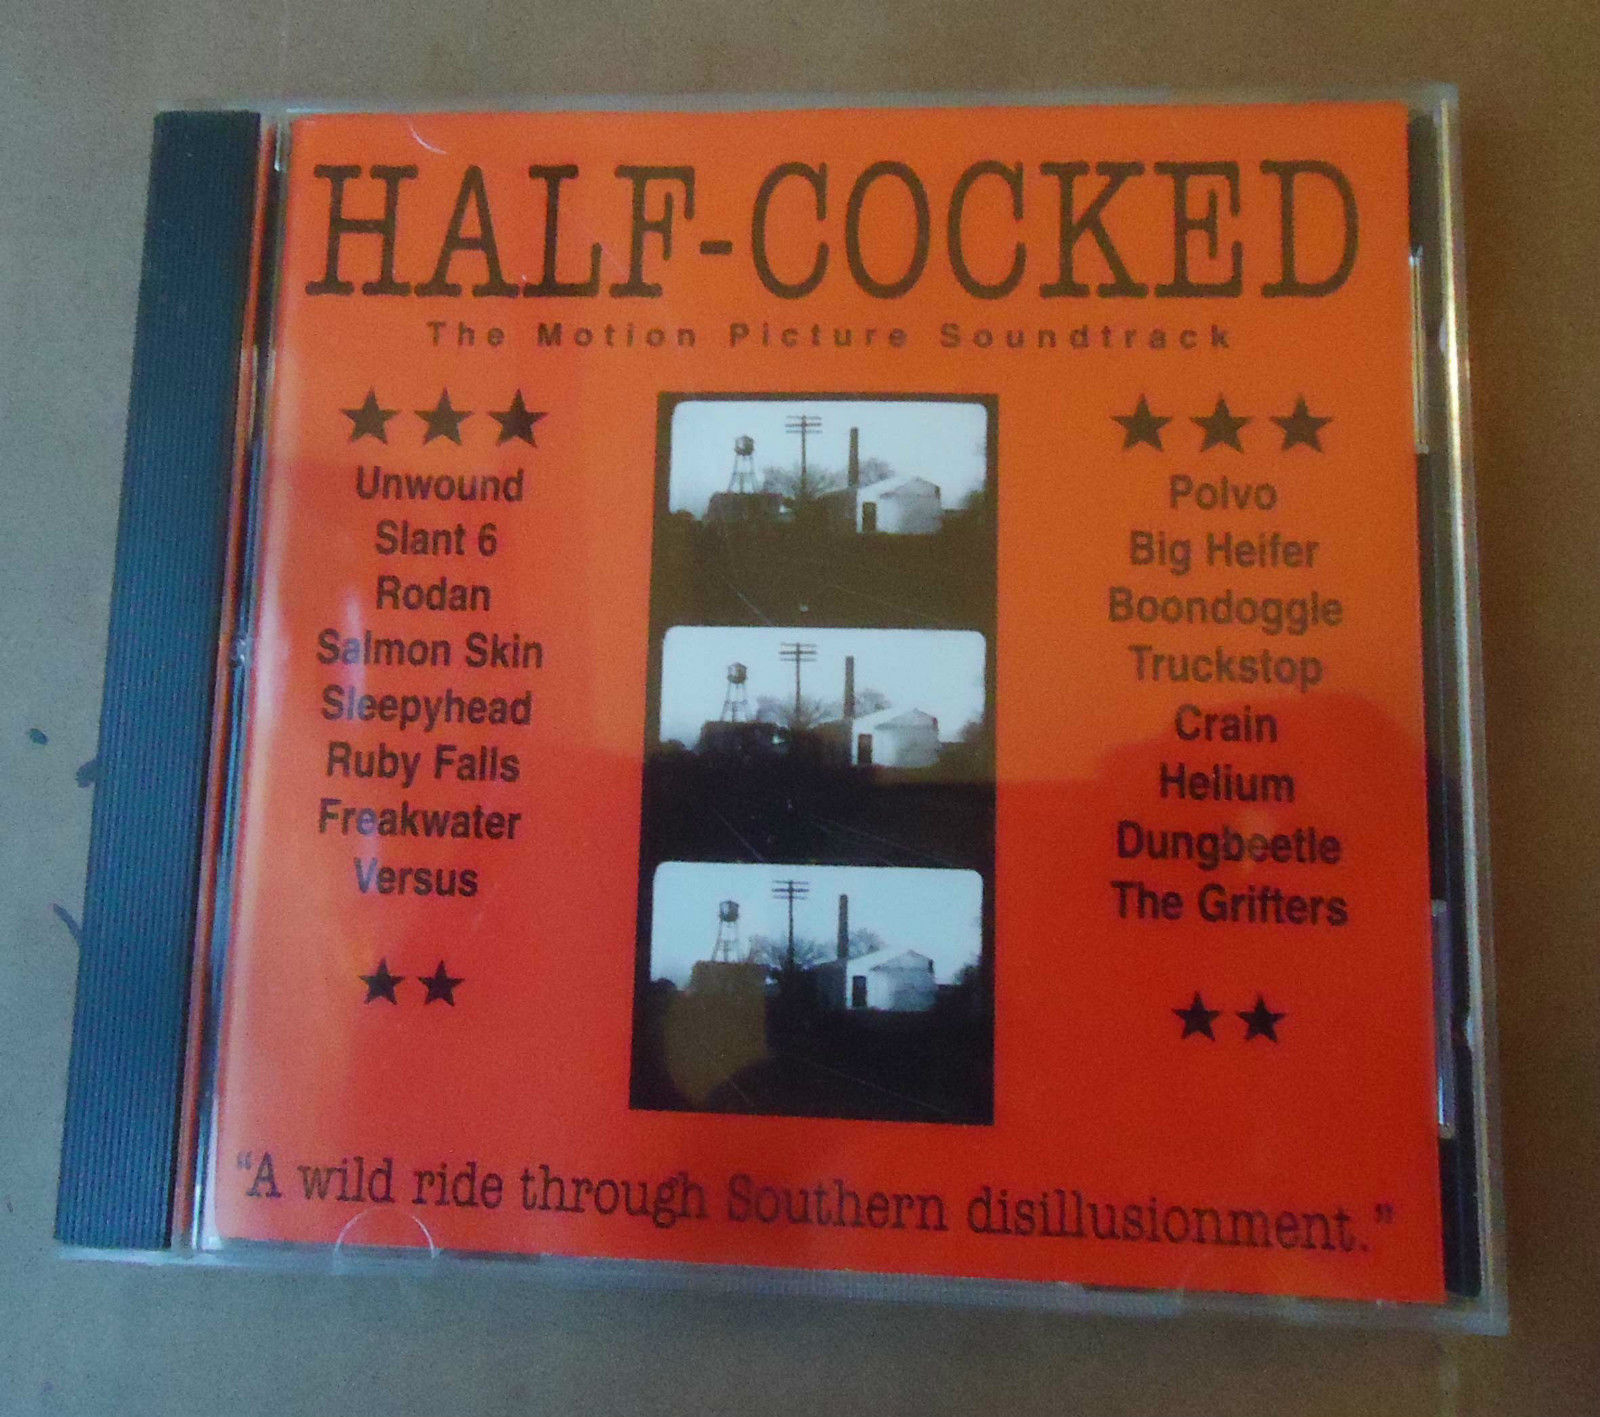 HALF-COCKED
The Motion Picture Soundtrack
Unwound
Slant 6
Rodan
Salmon Skin
Sleepyhead
Ruby Falls
Freakwater
Versus
Polvo
Big Heifer
Boondoggle
Truckstop
Crain
Helium
Dungbeetle
The Grifters
"A wild ride through Southern disillusionment."